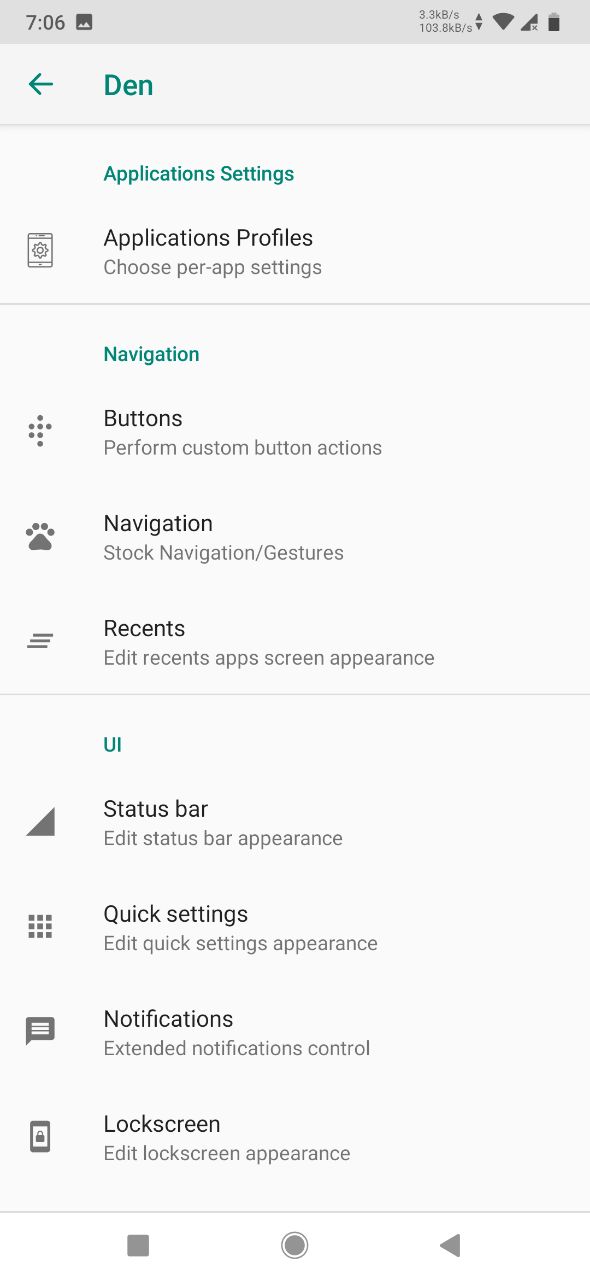 7:06
3.3kB/s
103.8kB/s
Den
Applications Settings
Applications Profiles
Choose per-app settings
Navigation
Buttons
Perform custom button actions
Navigation
Stock Navigation/Gestures
Recents
Edit recents apps screen appearance
UI
Status bar
Edit status bar appearance
Quick settings
Edit quick settings appearance
Notifications
Extended notifications control
Lockscreen
Edit lockscreen appearance